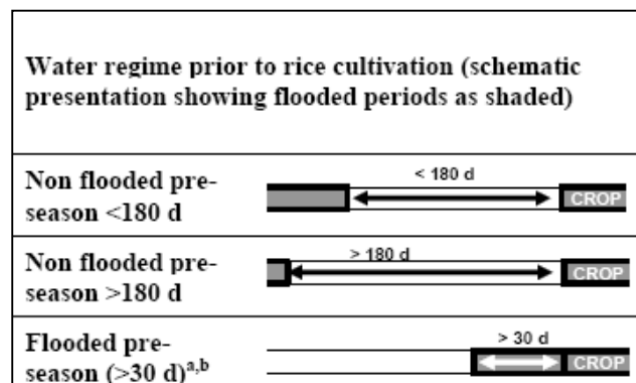 Water regime prior to rice cultivation (schematic
presentation showing flooded periods as shaded)
Non flooded pre-
season <180 d
< 180 d
CROP
Non flooded pre-
season >180 d
> 180 d
CROP
Flooded pre-
season (>30 d)a,b
> 30 d
CROP